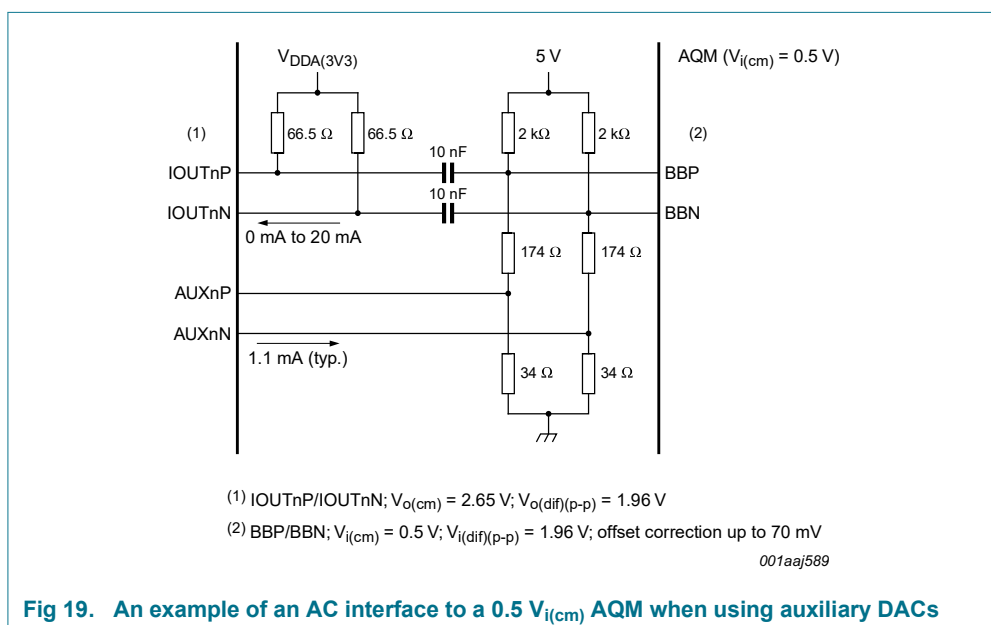 VDDA(3V3) 5 V AQM (Vi(cm) = 0.5 V)
(1) 66.5 Ω 66.5 Ω 2 kΩ 2 kΩ (2)
10 nF
IOUTnP BBP
10 nF
IOUTnN BBN
0 mA to 20 mA
174 Ω 174 Ω
AUXnP
AUXnN
1.1 mA (typ.)
34 Ω 34 Ω
(1) IOUTnP/IOUTnN; Vo(cm) = 2.65 V; Vo(dif)(p-p) = 1.96 V
(2) BBP/BBN; Vi(cm) = 0.5 V; Vi(dif)(p-p) = 1.96 V; offset correction up to 70 mV
001aaj589
Fig 19. An example of an AC interface to a 0.5 Vi(cm) AQM when using auxiliary DACs